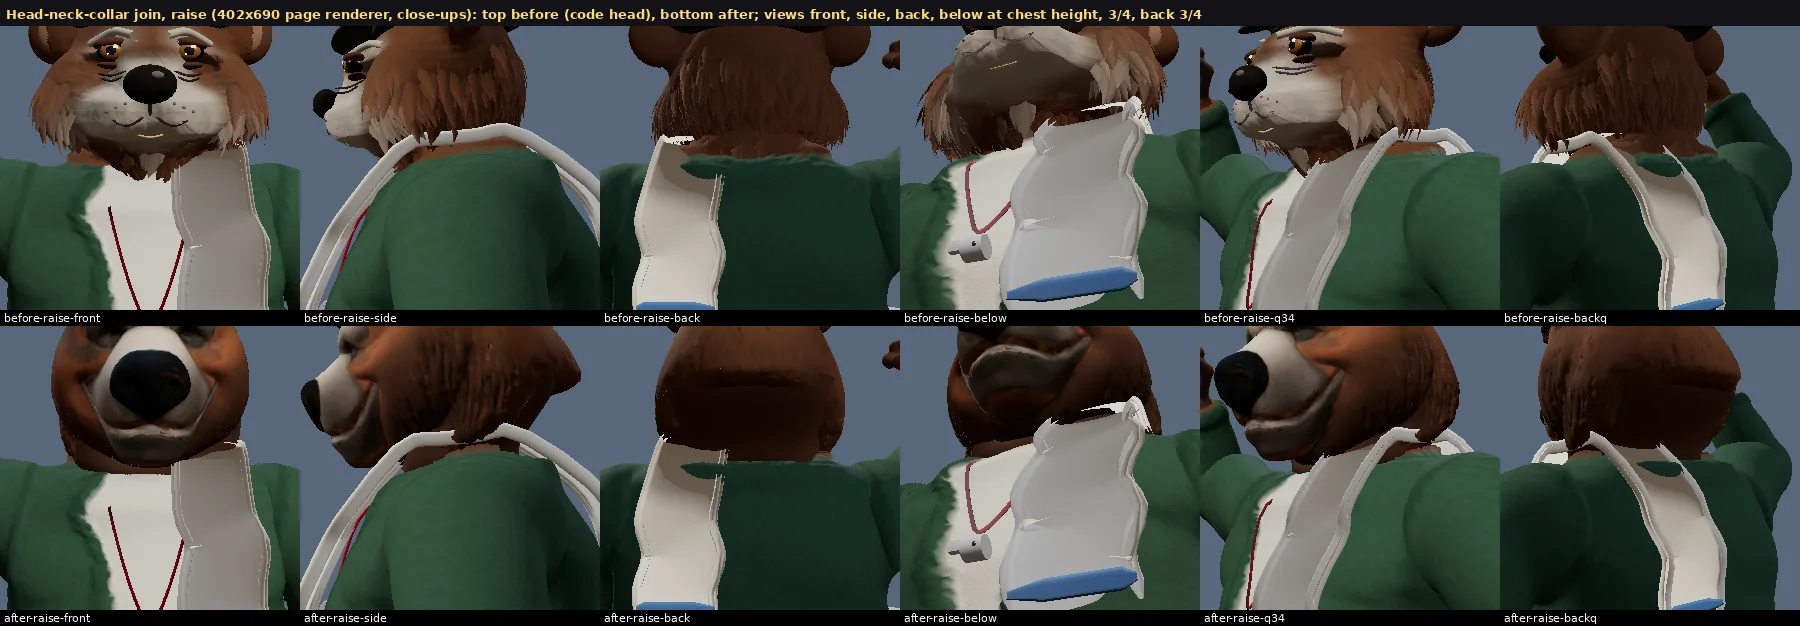 Head-neck-collar join, raise (402x690 page renderer, close-ups): top before (code head), bottom after; views front, side, back, below at chest height, 3/4, back 3/4
before-raise-front
before-raise-side
before-raise-back
before-raise-below
before-raise-q34
before-raise-backq
after-raise-front
after-raise-side
after-raise-back
after-raise-below
after-raise-q34
after-raise-backq